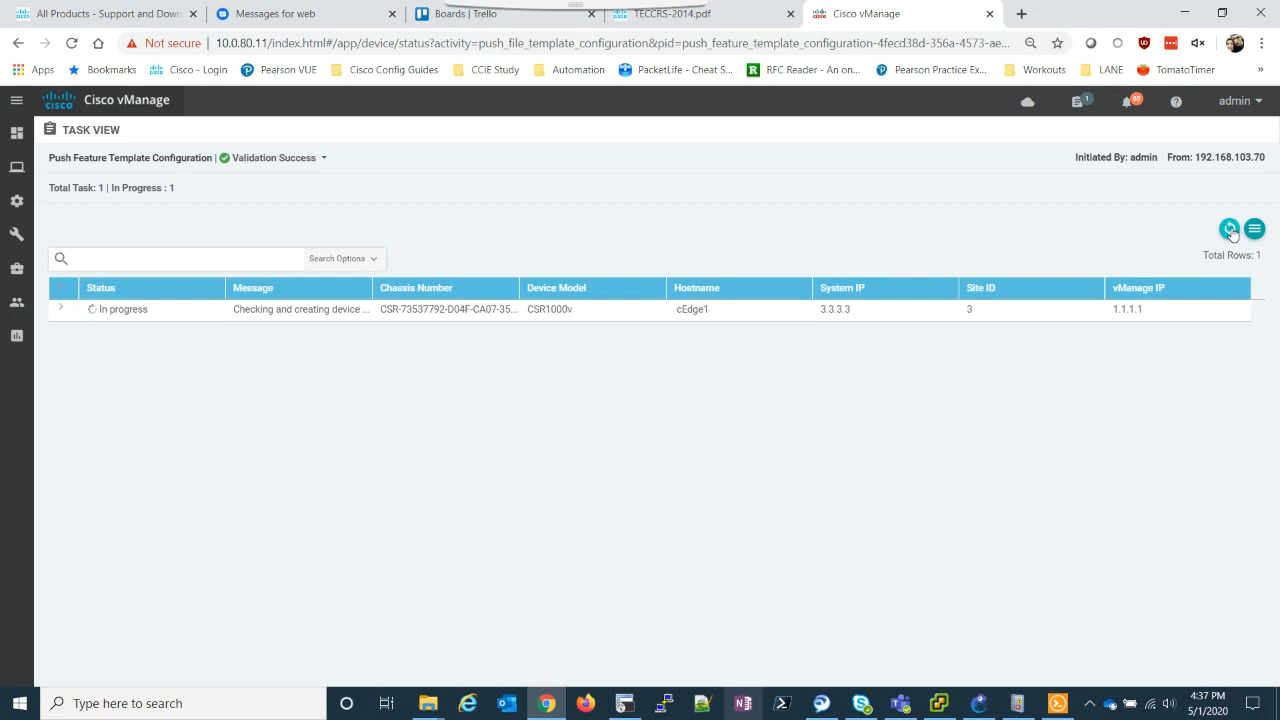 All Products - Support and Down
Messages for web
Boards | Trello
TECCRS-2014.pdf
Cisco vManage
Not secure
10.0.80.11/index.html#/app/device/status?activity=push_file_template_configuration&pid=push_feature_template_configuration-4fecd38d-356a-4573-ae...
Apps
Bookmarks
Cisco - Login
Pearson VUE
Cisco Config Guides
CCIE Study
Automation
PacketLife - Cheat S...
RFC Reader - An on...
Pearson Practice Ex...
Workouts
LANE
TomatoTimer
»
CISCO
Cisco vManage
1
68
admin
TASK VIEW
Push Feature Template Configuration | Validation Success
Initiated By: admin From: 192.168.103.70
Total Task: 1 | In Progress : 1
Search Options
Total Rows: 1
Status Message Chassis Number Device Model Hostname System IP Site ID vManage IP
In progress Checking and creating device ... CSR-73537792-D04F-CA07-35... CSR1000v cEdge1 3.3.3.3 3 1.1.1.1
Type here to search
4:37 PM
5/1/2020